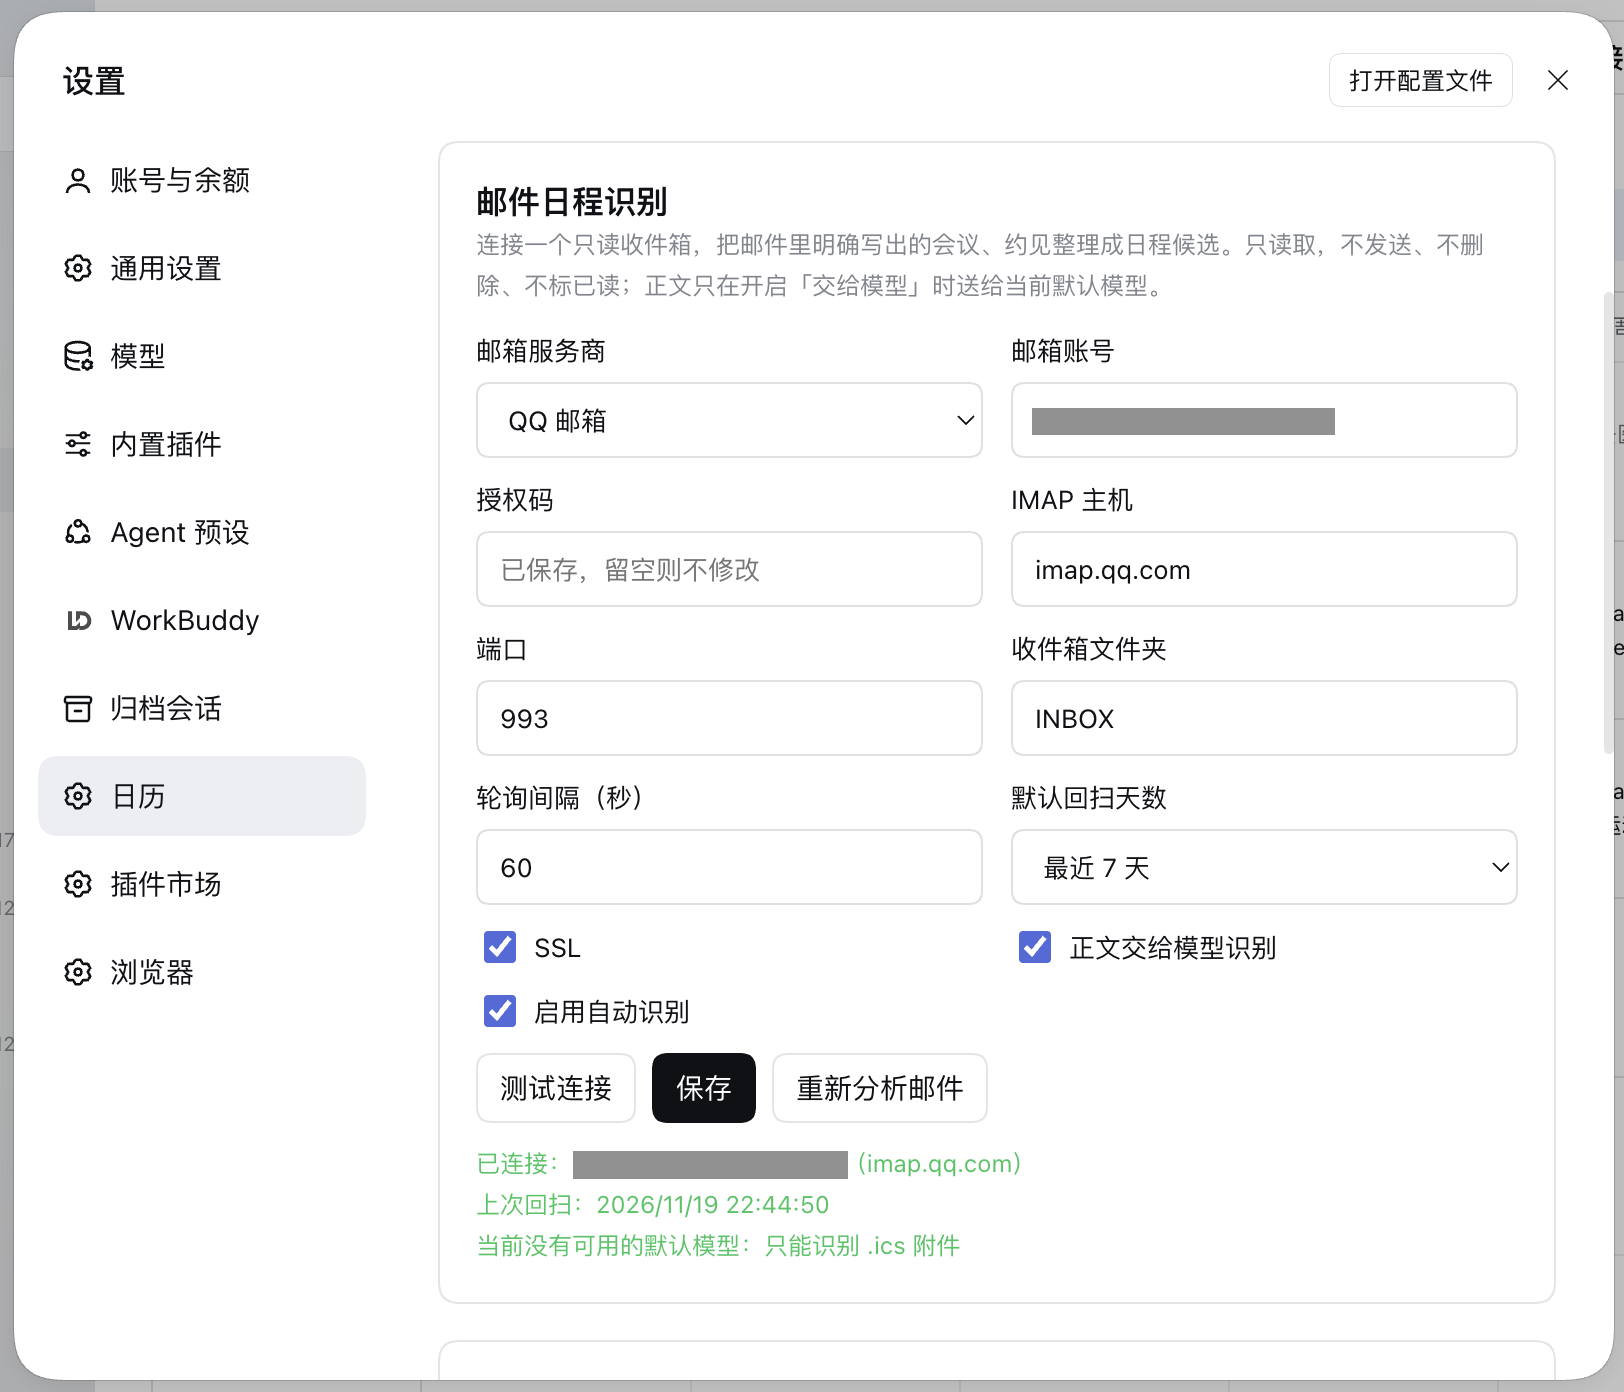 设置
打开配置文件
账号与余额
通用设置
模型
内置插件
Agent 预设
WorkBuddy
归档会话
日历
插件市场
浏览器
邮件日程识别
连接一个只读收件箱，把邮件里明确写出的会议、约见整理成日程候选。只读取，不发送、不删
除、不标已读；正文只在开启「交给模型」时送给当前默认模型。
邮箱服务商
QQ 邮箱
邮箱账号
授权码
已保存，留空则不修改
IMAP 主机
imap.qq.com
端口
993
收件箱文件夹
INBOX
轮询间隔（秒）
60
默认回扫天数
最近 7 天
SSL
正文交给模型识别
启用自动识别
测试连接
保存
重新分析邮件
已连接：
（imap.qq.com）
上次回扫：2026/11/19 22:44:50
当前没有可用的默认模型：只能识别 .ics 附件
17
12
12